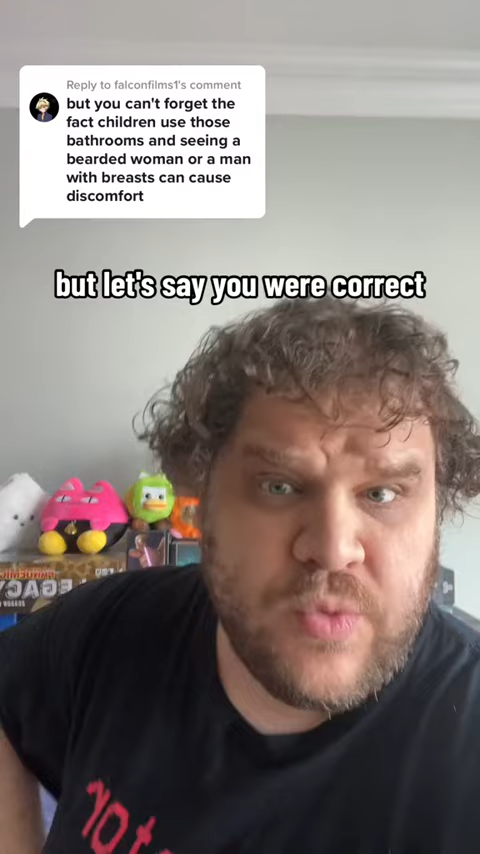 Reply to falconfilms1's comment
but you can't forget the
fact children use those
bathrooms and seeing a
bearded woman or a man
with breasts can cause
discomfort
but let's say you were correct